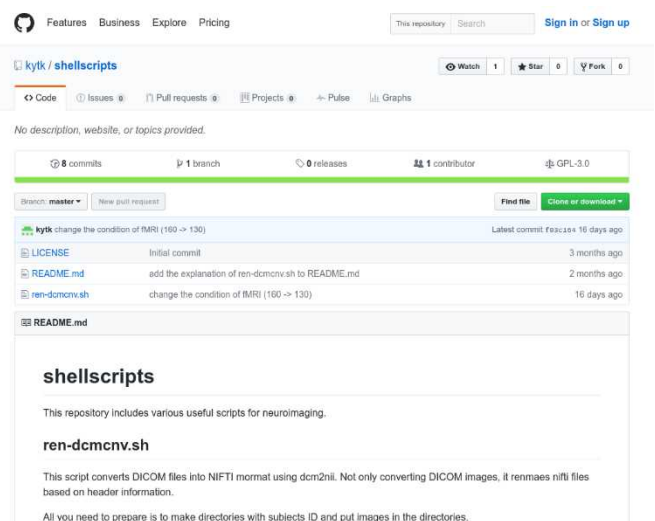 Features Business Explore Pricing This repository Search Sign in or Sign up
kytk / shellscripts Watch 1 Star 0 Fork 0
Code Issues 0 Pull requests 0 Projects 0 Pulse Graphs
No description, website, or topics provided.
8 commits 1 branch 0 releases 1 contributor GPL-3.0
Branch: master New pull request Find file Clone or download
kytk change the condition of fMRI (160 -> 130) Latest commit 16 days ago
LICENSE Initial commit 3 months ago
README.md add the explanation of ren-dcmcnv.sh to README.md 2 months ago
ren-dcmcnv.sh change the condition of fMRI (160 -> 130) 16 days ago
README.md
shellscripts
This repository includes various useful scripts for neuroimaging.
ren-dcmcnv.sh
This script converts DICOM files into NIFTI mormat using dcm2nii. Not only converting DICOM images, it renmaes nifti files
based on header information.
All you need to prepare is to make directories with subjects ID and put images in the directories.